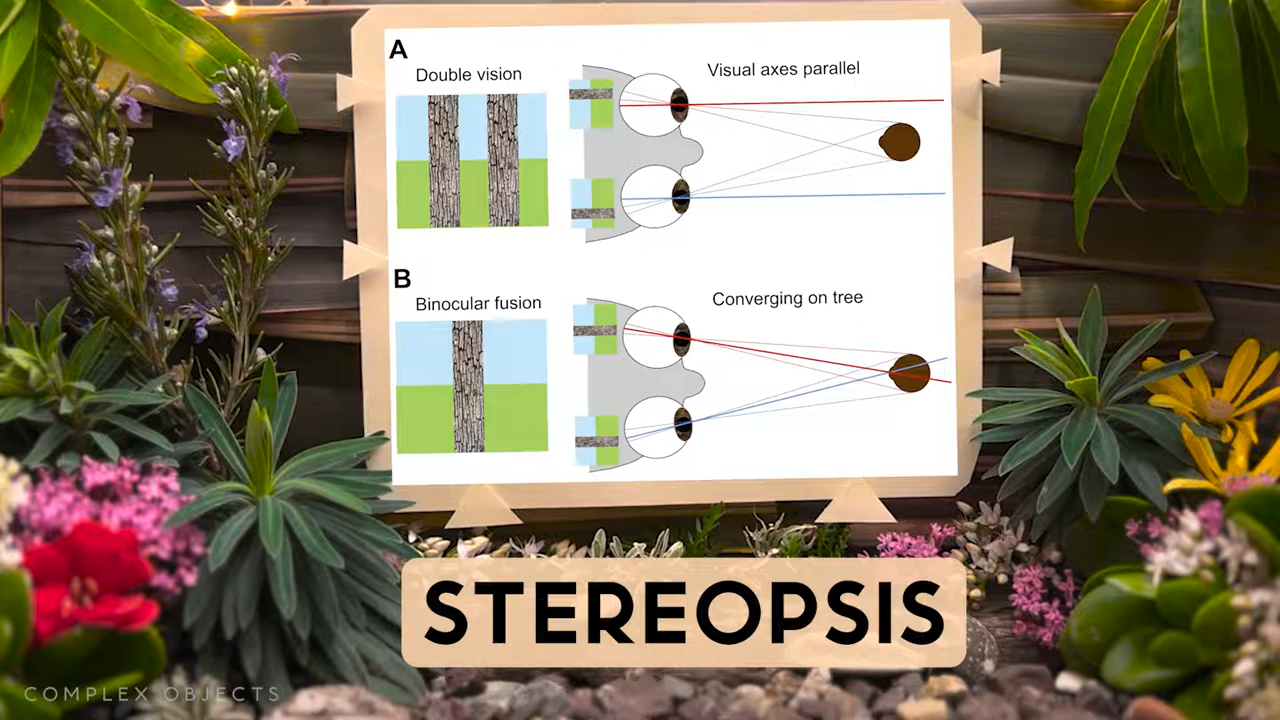 A
Double vision
Visual axes parallel
B
Binocular fusion
Converging on tree
STEREOPSIS
COMPLEX OBJECTS